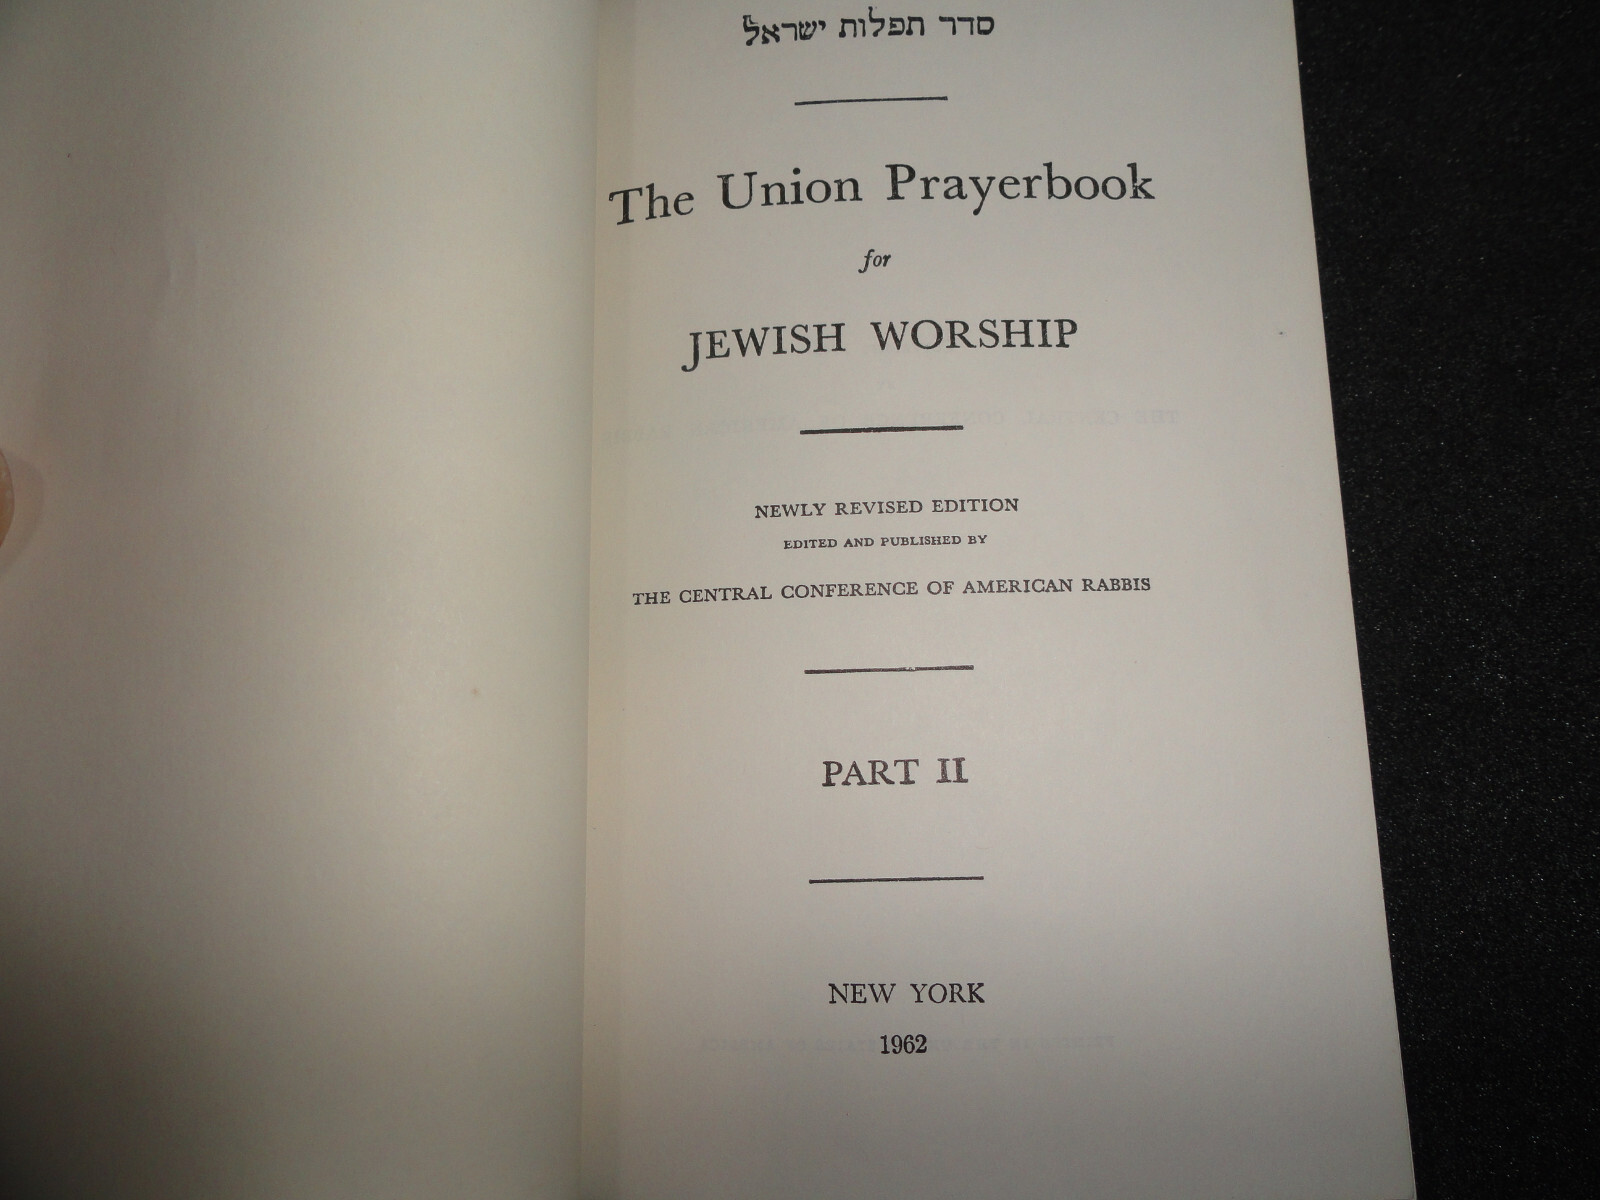 סדר תפלות ישראל
The Union Prayerbook
for
JEWISH WORSHIP
NEWLY REVISED EDITION
EDITED AND PUBLISHED BY
THE CENTRAL CONFERENCE OF AMERICAN RABBIS
PART II
NEW YORK
1962